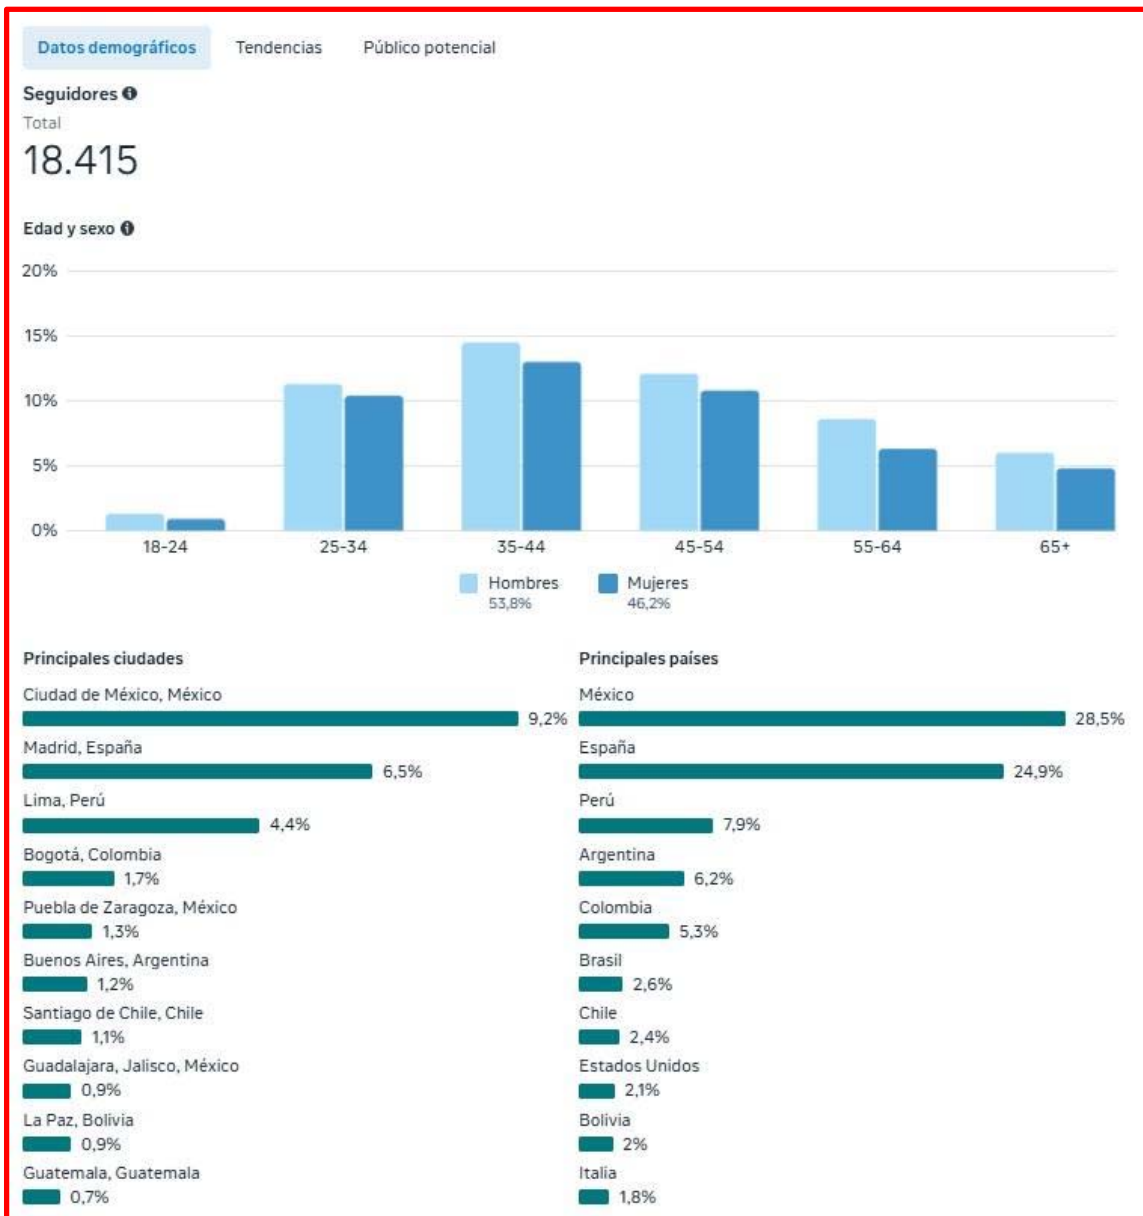 Datos demográficos Tendencias Público potencial
Seguidores
Total
18.415
Edad y sexo
20%
15%
10%
5%
0%
18-24 25-34 35-44 45-54 55-64 65+
Hombres Mujeres
53,8% 46,2%
Principales ciudades
Ciudad de México, México
9,2%
Madrid, España
6,5%
Lima, Perú
4,4%
Bogotá, Colombia
1,7%
Puebla de Zaragoza, México
1,3%
Buenos Aires, Argentina
1,2%
Santiago de Chile, Chile
1,1%
Guadalajara, Jalisco, México
0,9%
La Paz, Bolivia
0,9%
Guatemala, Guatemala
0,7%
Principales países
México
28,5%
España
24,9%
Perú
7,9%
Argentina
6,2%
Colombia
5,3%
Brasil
2,6%
Chile
2,4%
Estados Unidos
2,1%
Bolivia
2%
Italia
1,8%